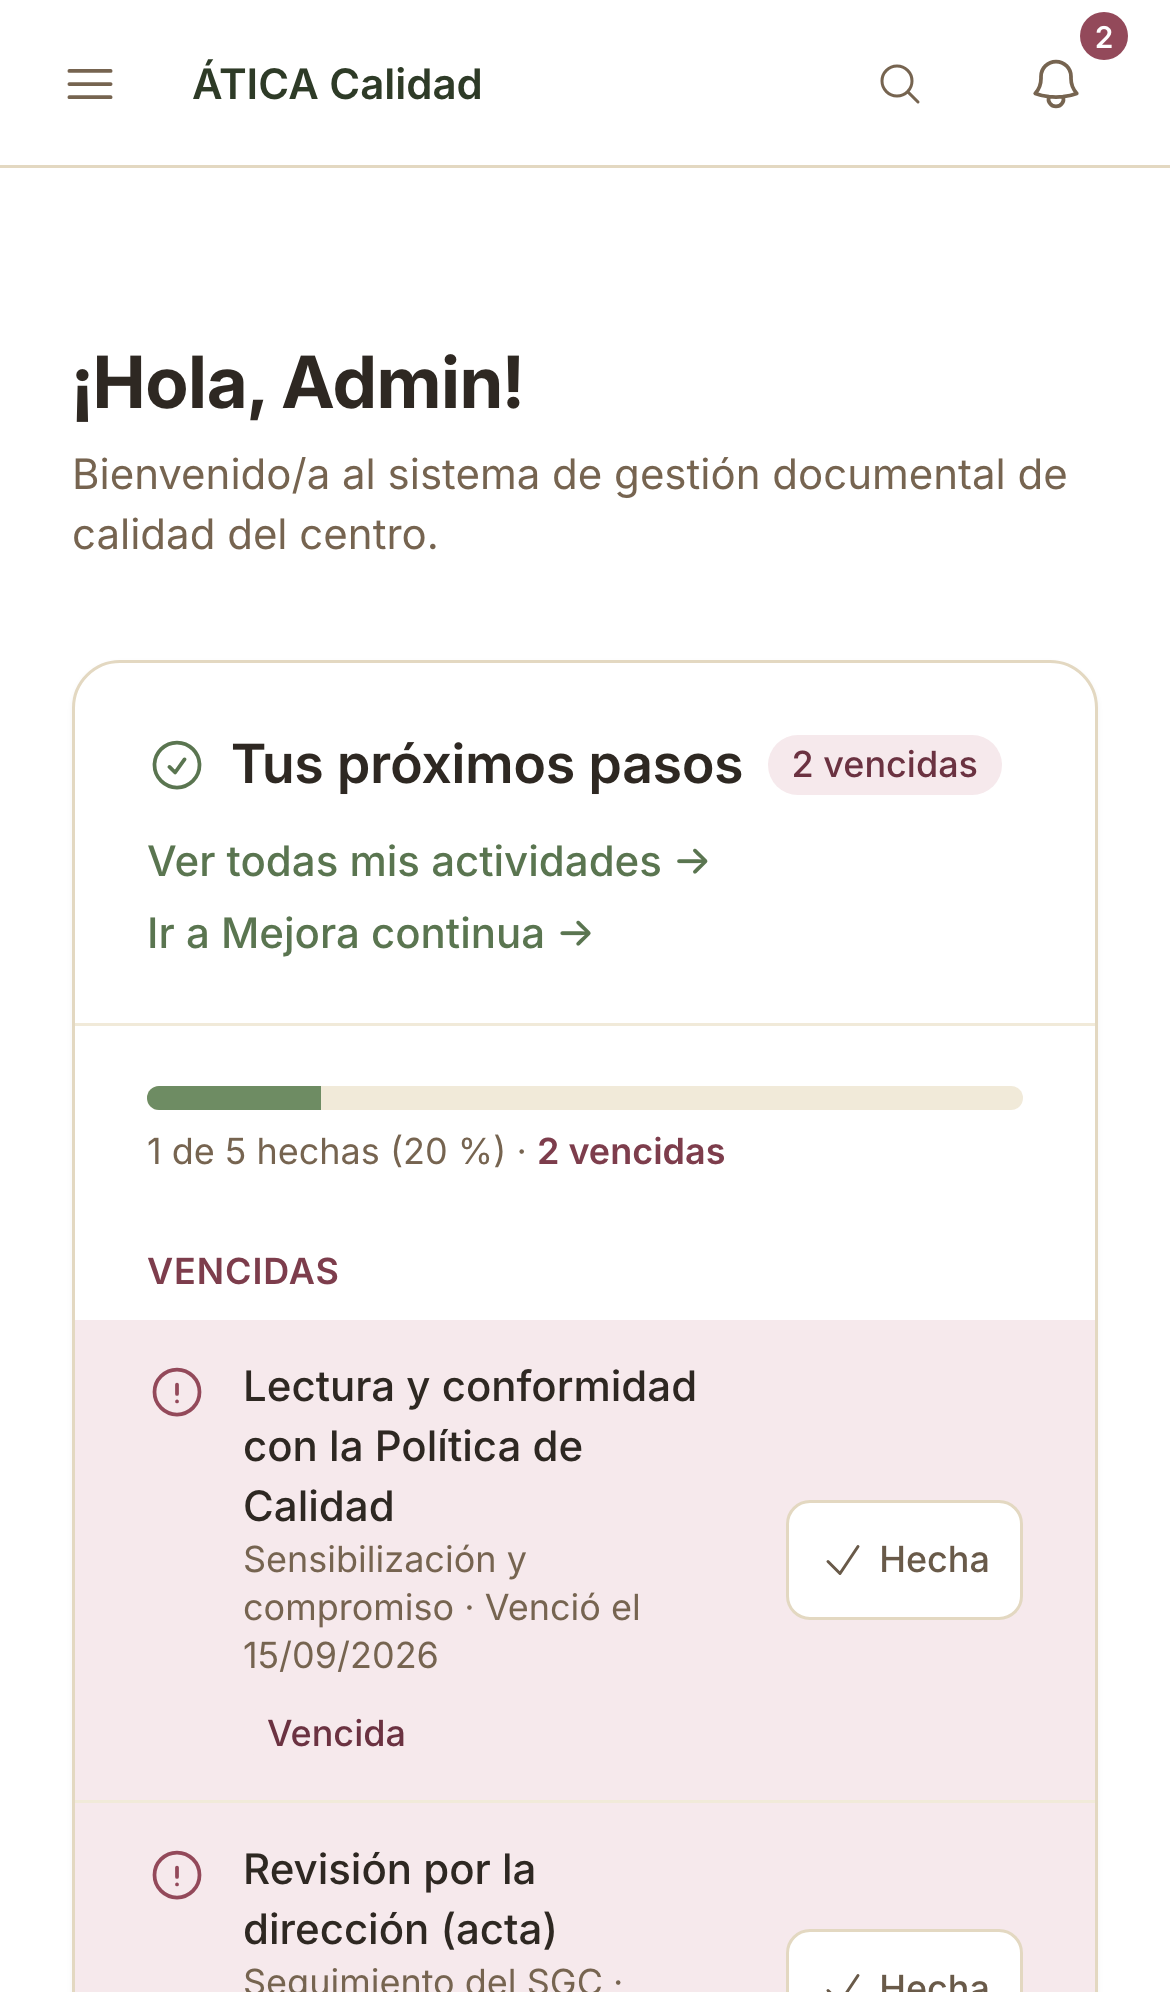 ÁTICA Calidad
2
¡Hola, Admin!
Bienvenido/a al sistema de gestión documental de
calidad del centro.
Tus próximos pasos
2 vencidas
Ver todas mis actividades →
Ir a Mejora continua →
1 de 5 hechas (20 %) · 2 vencidas
VENCIDAS
Lectura y conformidad
con la Política de
Calidad
Sensibilización y
compromiso · Venció el
15/09/2026
Vencida
Hecha
Revisión por la
dirección (acta)
Seguimiento del SGC ·
Hecha